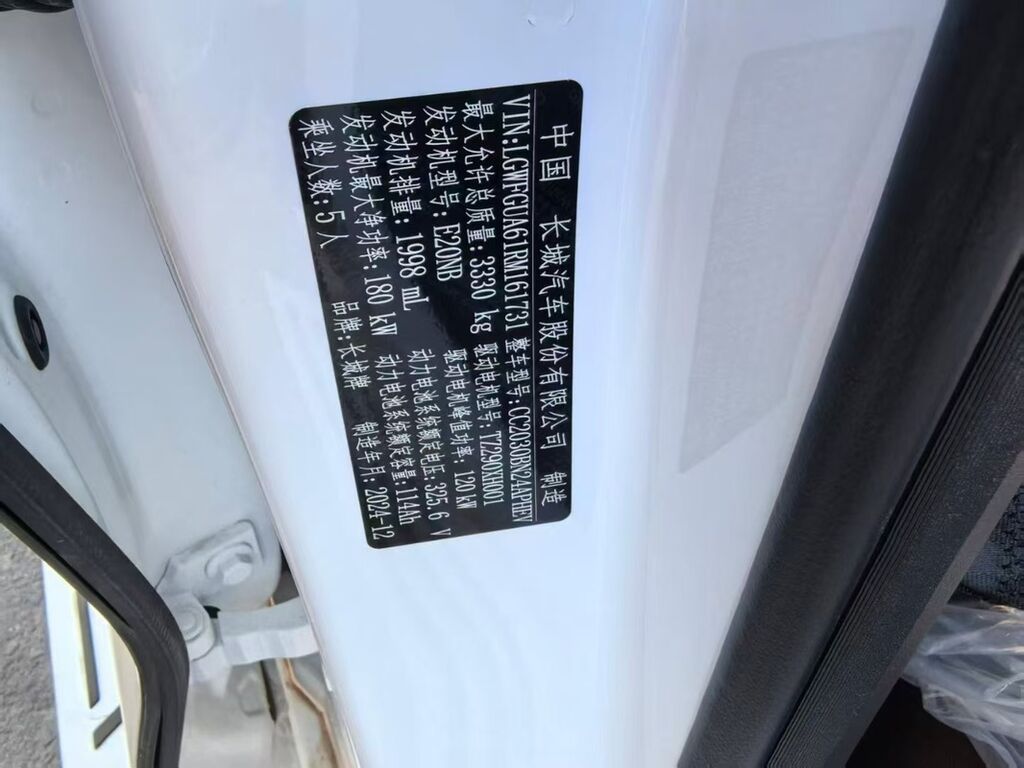 中国 长城汽车股份有限公司 制造
VIN:LGWFGUA61RM161731 整车型号:CC2030BN24APHEV
最大允许总质量:3330 kg 驱动电机型号:TZ290XH001
发动机型号:E20NB 驱动电机峰值功率:120 kW
发动机排量:1998 mL 动力电池系统额定电压:325.6 V
发动机最大净功率:180 kW 动力电池系统额定容量:114Ah
乘坐人数:5人 品牌:长城牌 制造年月:2024-12